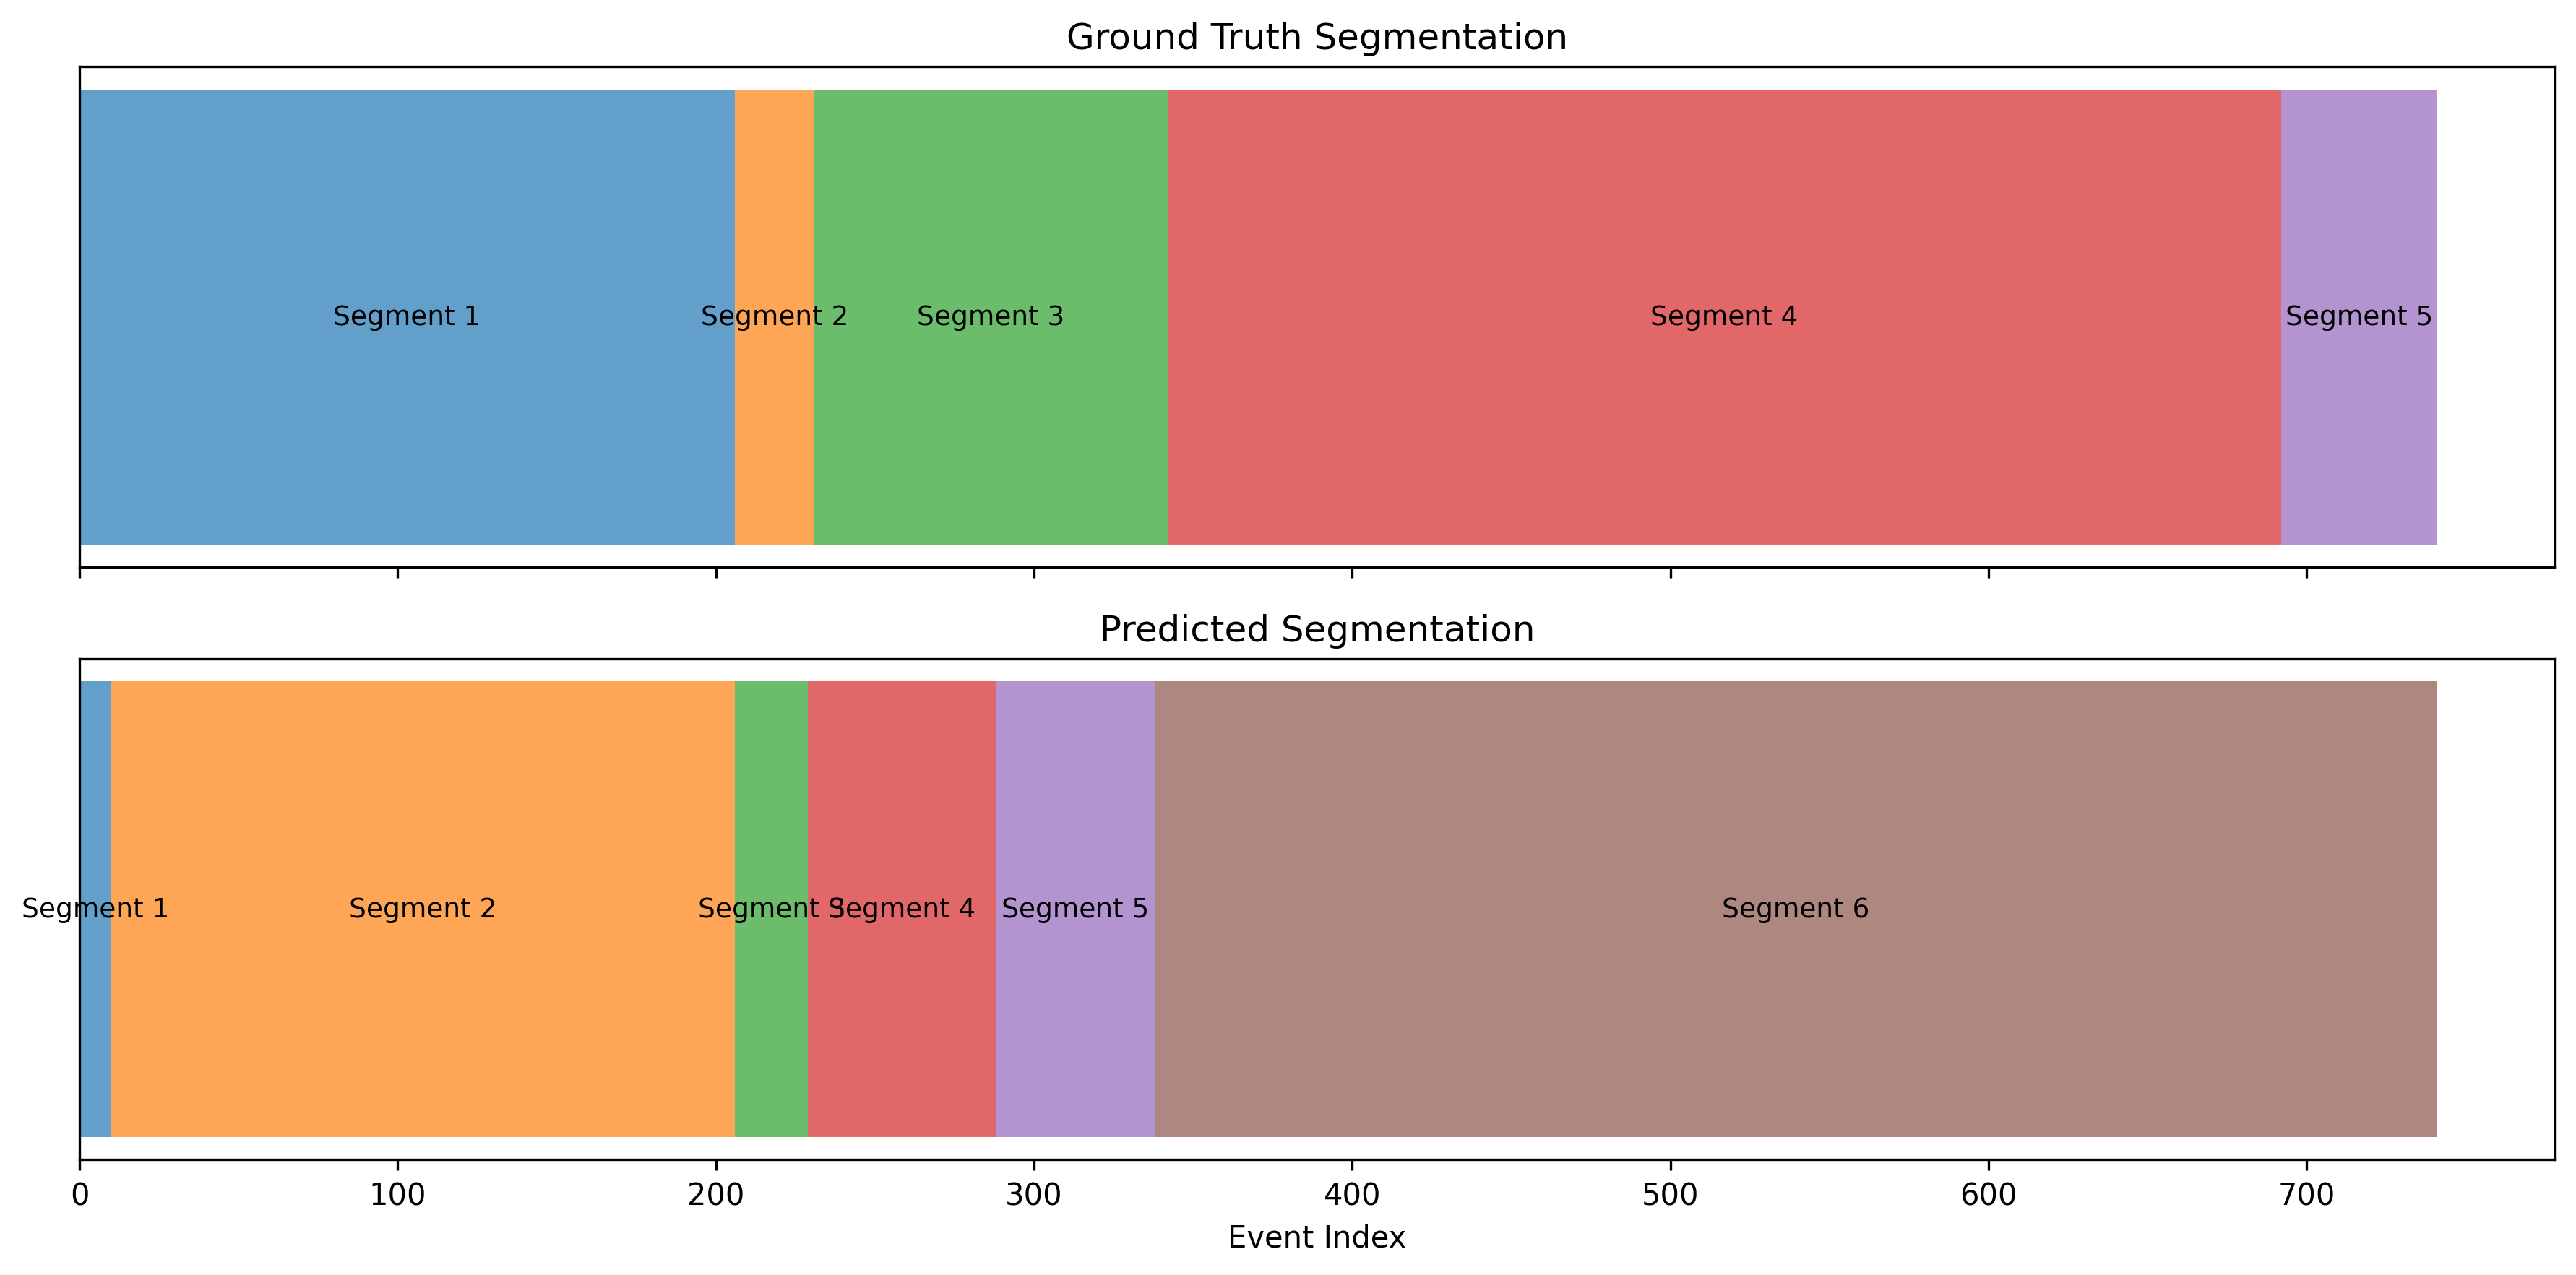 Ground Truth Segmentation
Segment 1 Segment 2 Segment 3 Segment 4 Segment 5
Predicted Segmentation
Segment 1 Segment 2 Segment 3 Segment 4 Segment 5 Segment 6
0 100 200 300 400 500 600 700
Event Index